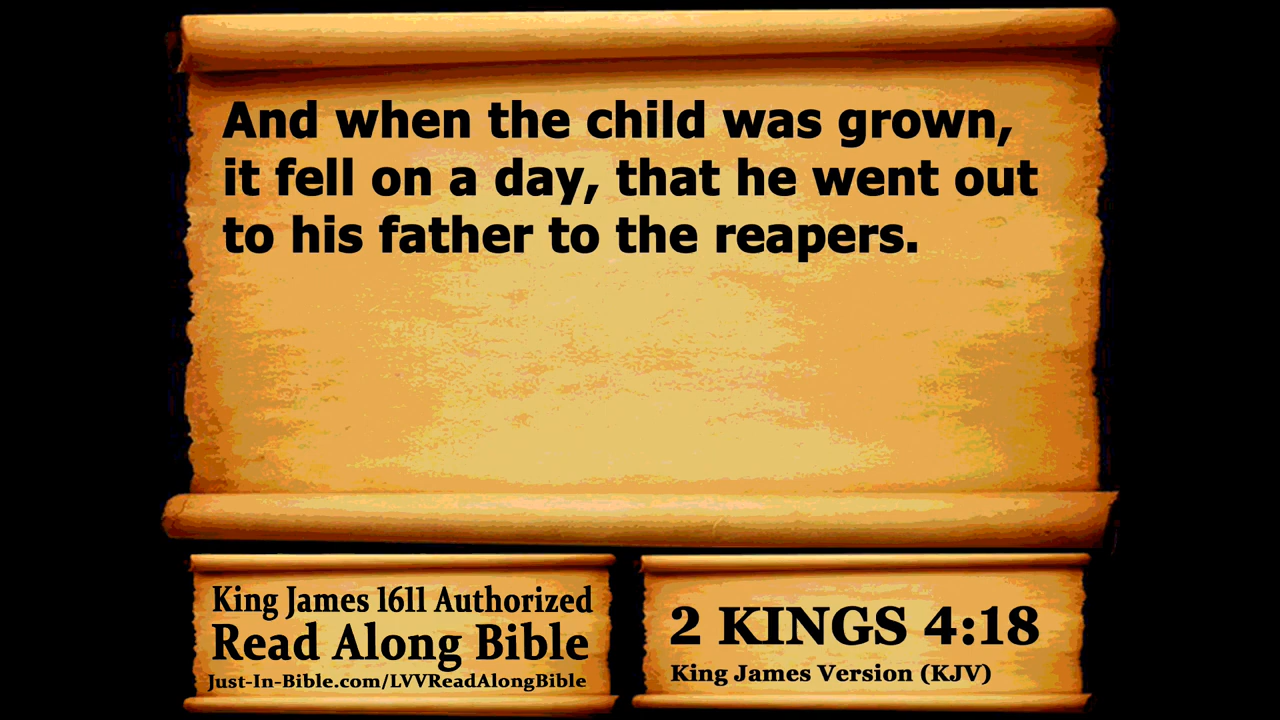 And when the child was grown,
it fell on a day, that he went out
to his father to the reapers.
King James 1611 Authorized
Read Along Bible
Just-In-Bible.com/LVVReadAlongBible
2 KINGS 4:18
King James Version (KJV)